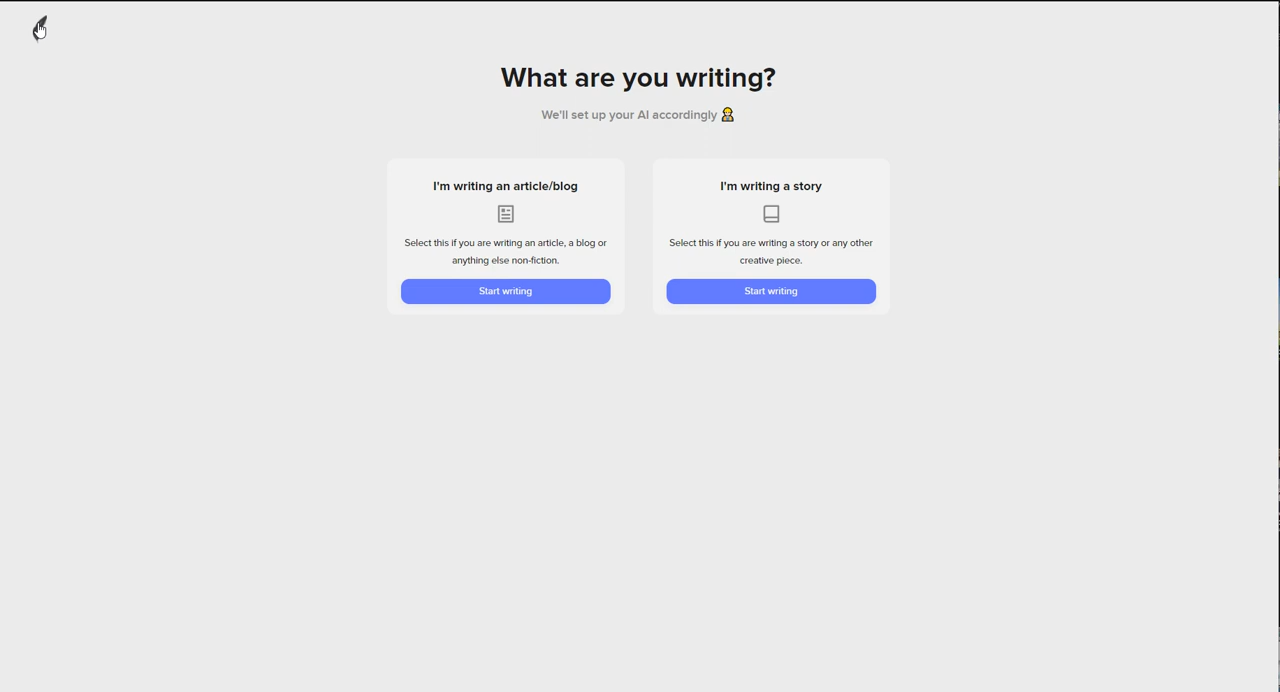 What are you writing?
We'll set up your AI accordingly
I'm writing an article/blog
Select this if you are writing an article, a blog or
anything else non-fiction.
Start writing
I'm writing a story
Select this if you are writing a story or any other
creative piece.
Start writing